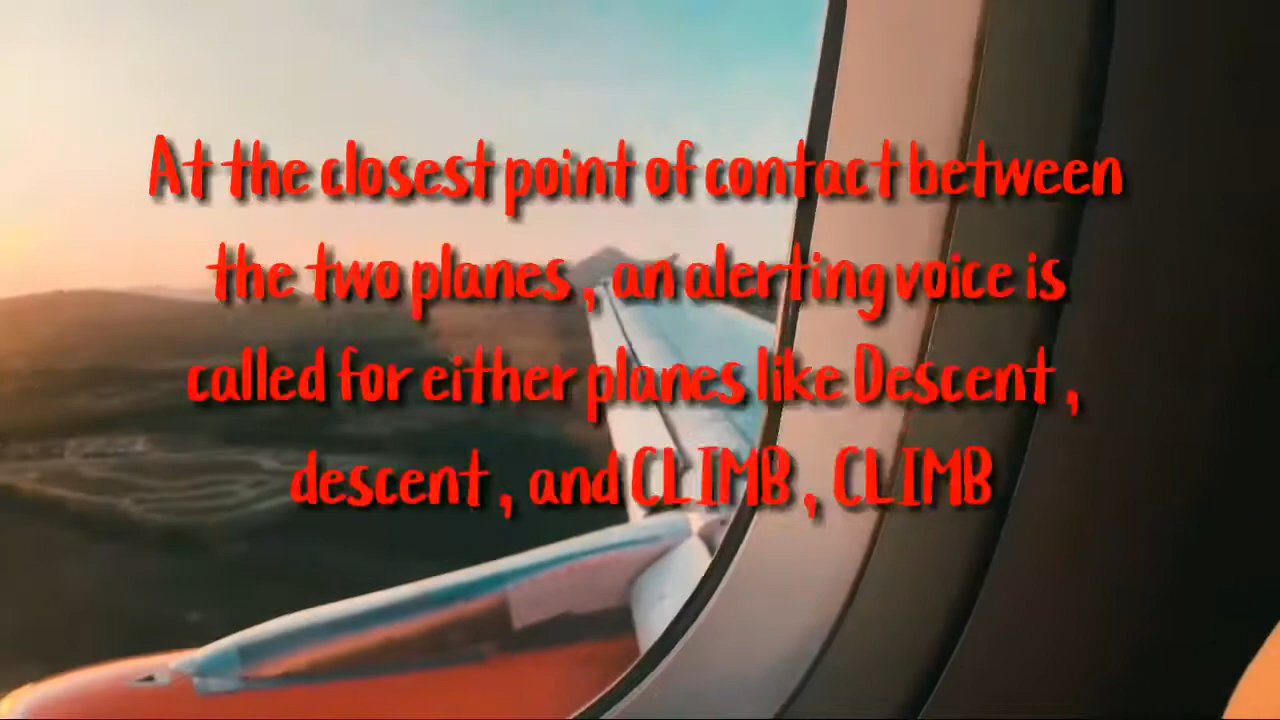 At the closest point of contact between
the two planes , an alerting voice is
called for either planes like Descent ,
descent , and CLIMB , CLIMB